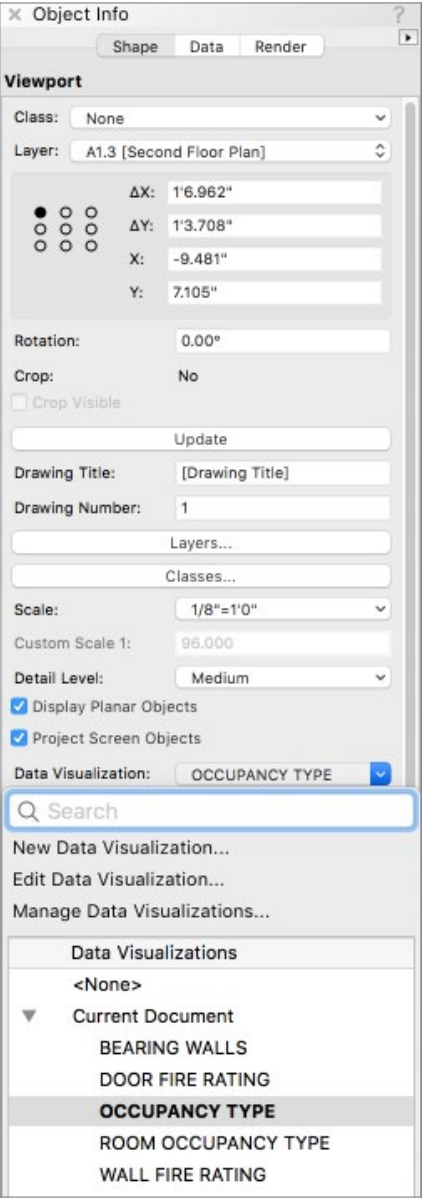 × Object Info ?
Shape Data Render
Viewport
Class: None
Layer: A1.3 [Second Floor Plan]
ΔX: 1'6.962"
ΔY: 1'3.708"
X: -9.481"
Y: 7.105"
Rotation: 0.00°
Crop: No
Crop Visible
Update
Drawing Title: [Drawing Title]
Drawing Number: 1
Layers...
Classes...
Scale: 1/8"=1'0"
Custom Scale 1: 96.000
Detail Level: Medium
Display Planar Objects
Project Screen Objects
Data Visualization: OCCUPANCY TYPE
Search
New Data Visualization...
Edit Data Visualization...
Manage Data Visualizations...
Data Visualizations
<None>
Current Document
BEARING WALLS
DOOR FIRE RATING
OCCUPANCY TYPE
ROOM OCCUPANCY TYPE
WALL FIRE RATING